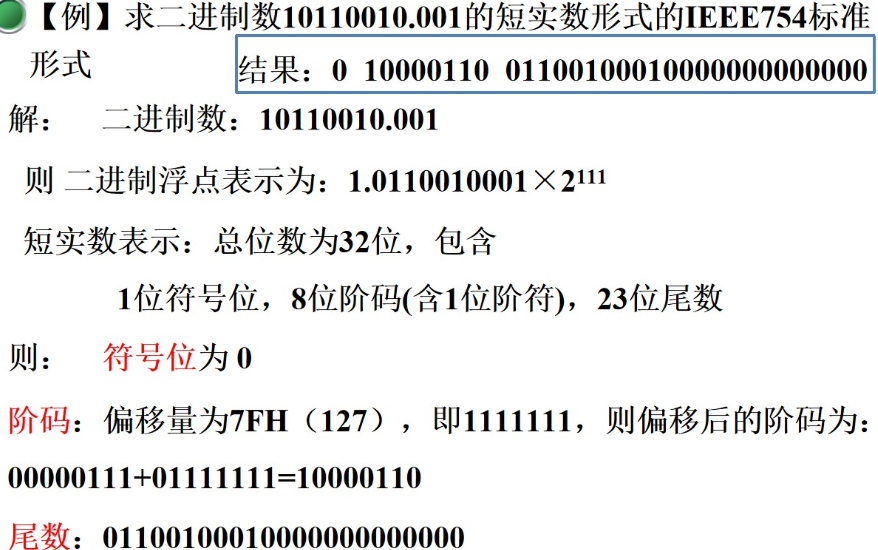 【例】求二进制数10110010.001的短实数形式的IEEE754标准
形式
结果：0 10000110 01100100010000000000000
解： 二进制数：10110010.001
则 二进制浮点表示为：1.0110010001×2¹¹¹
短实数表示：总位数为32位，包含
1位符号位，8位阶码(含1位阶符)，23位尾数
则： 符号位为 0
阶码：偏移量为7FH（127），即1111111，则偏移后的阶码为：
00000111+01111111=10000110
尾数：01100100010000000000000